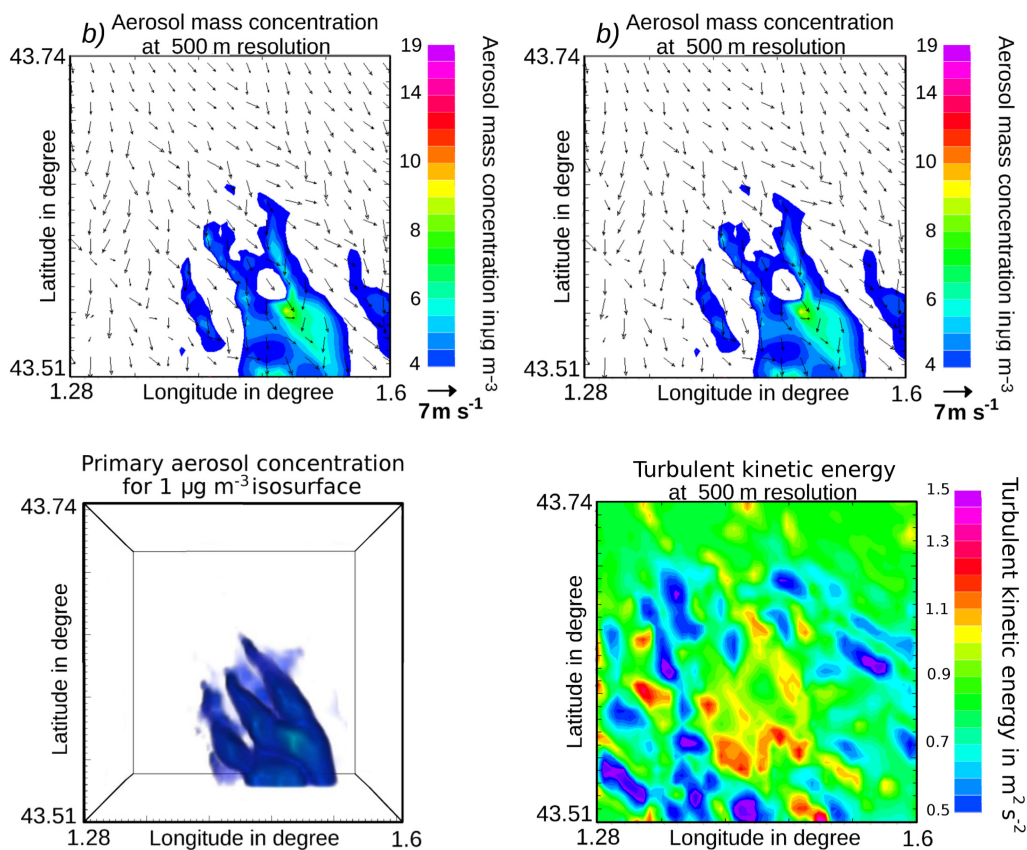 b) Aerosol mass concentration
at 500 m resolution
43.74
Latitude in degree
43.51
1.28
Longitude in degree
1.6
19
14
10
8
6
4
Aerosol mass concentration inµg m⁻³
7m s⁻¹
b) Aerosol mass concentration
at 500 m resolution
43.74
Latitude in degree
43.51
1.28
Longitude in degree
1.6
19
14
10
8
6
4
Aerosol mass concentration inµg m⁻³
7m s⁻¹
Primary aerosol concentration
for 1 µg m⁻³ isosurface
43.74
Latitude in degree
43.51
1.28
Longitude in degree
1.6
Turbulent kinetic energy
at 500 m resolution
43.74
Latitude in degree
43.51
1.28
Longitude in degree
1.6
1.5
1.3
1.1
0.9
0.7
0.5
Turbulent kinetic energy in m² s⁻²